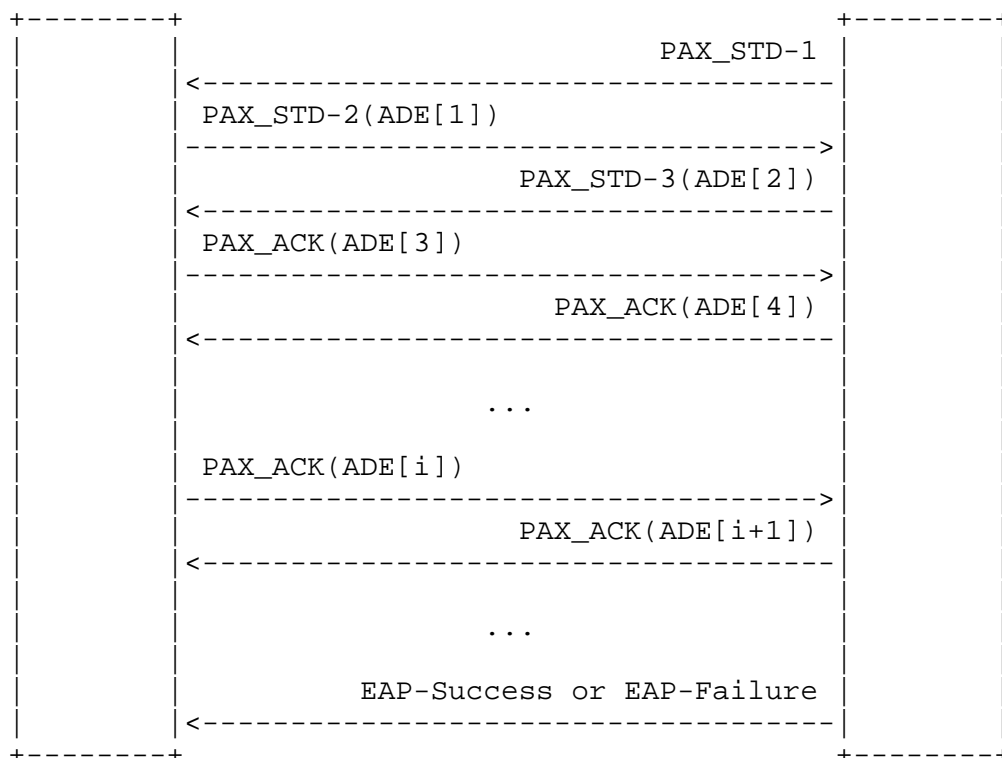 PAX_STD-1
PAX_STD-2(ADE[1])
PAX_STD-3(ADE[2])
PAX_ACK(ADE[3])
PAX_ACK(ADE[4])
...
PAX_ACK(ADE[i])
PAX_ACK(ADE[i+1])
...
EAP-Success or EAP-Failure